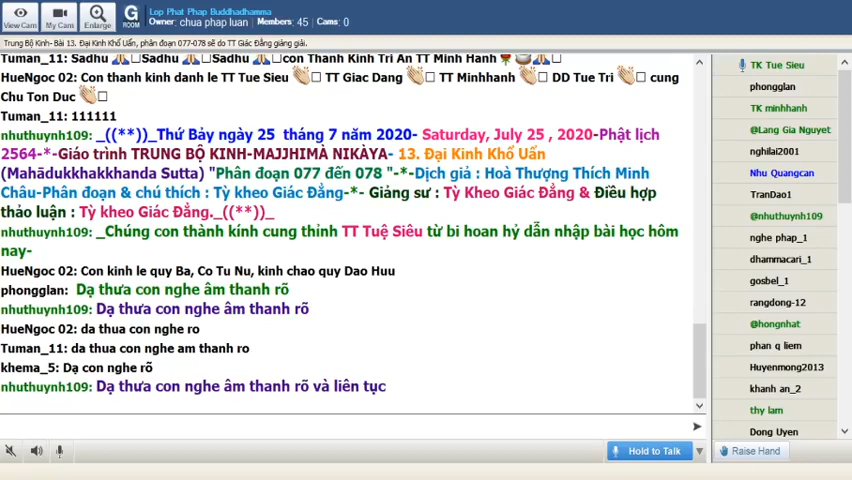 View Cam
My Cam
Enlarge
G
ROOM
Lop Phat Phap Buddhadhamma
Owner: chua phap luan Members: 45 Cams: 0
Trung Bộ Kinh- Bài 13. Đại Kinh Khổ Uẩn, phân đoạn 077-078 sẽ do TT Giác Đẳng giảng giải.
Tuman_11: Sadhu 🙏 Sadhu 🙏 Sadhu 🙏 con Thanh Kinh Tri An TT Minh Hanh 🌹
HueNgoc 02: Con thanh kinh danh le TT Tue Sieu 👏 TT Giac Dang 👏 TT Minhhanh 👏 DD Tue Tri 👏 cung
Chu Ton Duc 👏
Tuman_11: 111111
nhuthuynh109: _((**))_Thứ Bảy ngày 25 tháng 7 năm 2020- Saturday, July 25 , 2020-Phật lịch
2564-*-Giáo trình TRUNG BỘ KINH-MAJJHIMÀ NIKÀYA- 13. Đại Kinh Khổ Uẩn
(Mahādukkhakkhanda Sutta) "Phân đoạn 077 đến 078 "-*-Dịch giả : Hoà Thượng Thích Minh
Châu-Phân đoạn & chú thích : Tỳ kheo Giác Đẳng-*- Giảng sư : Tỳ Kheo Giác Đẳng & Điều hợp
thảo luận : Tỳ kheo Giác Đẳng._((**))_
nhuthuynh109: _Chúng con thành kính cung thỉnh TT Tuệ Siêu từ bi hoan hỷ dẫn nhập bài học hôm
nay-
HueNgoc 02: Con kinh le quy Ba, Co Tu Nu, kinh chao quy Dao Huu
phongglan: Dạ thưa con nghe âm thanh rõ
nhuthuynh109: Dạ thưa con nghe âm thanh rõ
HueNgoc 02: da thua con nghe ro
Tuman_11: da thua con nghe am thanh ro
khema_5: Dạ con nghe rõ
nhuthuynh109: Dạ thưa con nghe âm thanh rõ và liên tục
Hold to Talk
TK Tue Sieu
phongglan
TK minhhanh
@Lang Gia Nguyet
nghilai2001
Nhu Quangcan
TranDao1
@nhuthuynh109
nghe phap_1
dhammacari_1
gosbel_1
rangdong-12
@hongnhat
phan q liem
Huyenmong2013
khanh an_2
thy lam
Dong Uyen
Raise Hand